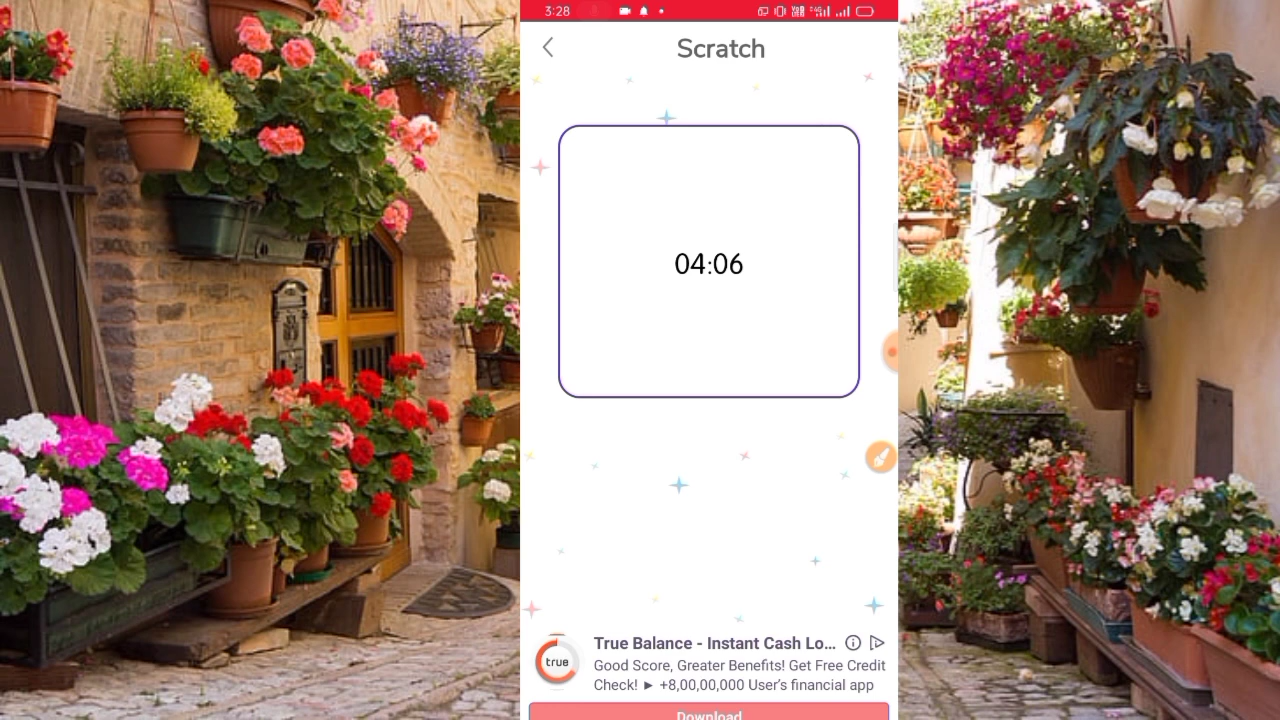 3:28
Scratch
04:06
True Balance - Instant Cash Lo...
true
Good Score, Greater Benefits! Get Free Credit
Check! ► +8,00,00,000 User's financial app
Download